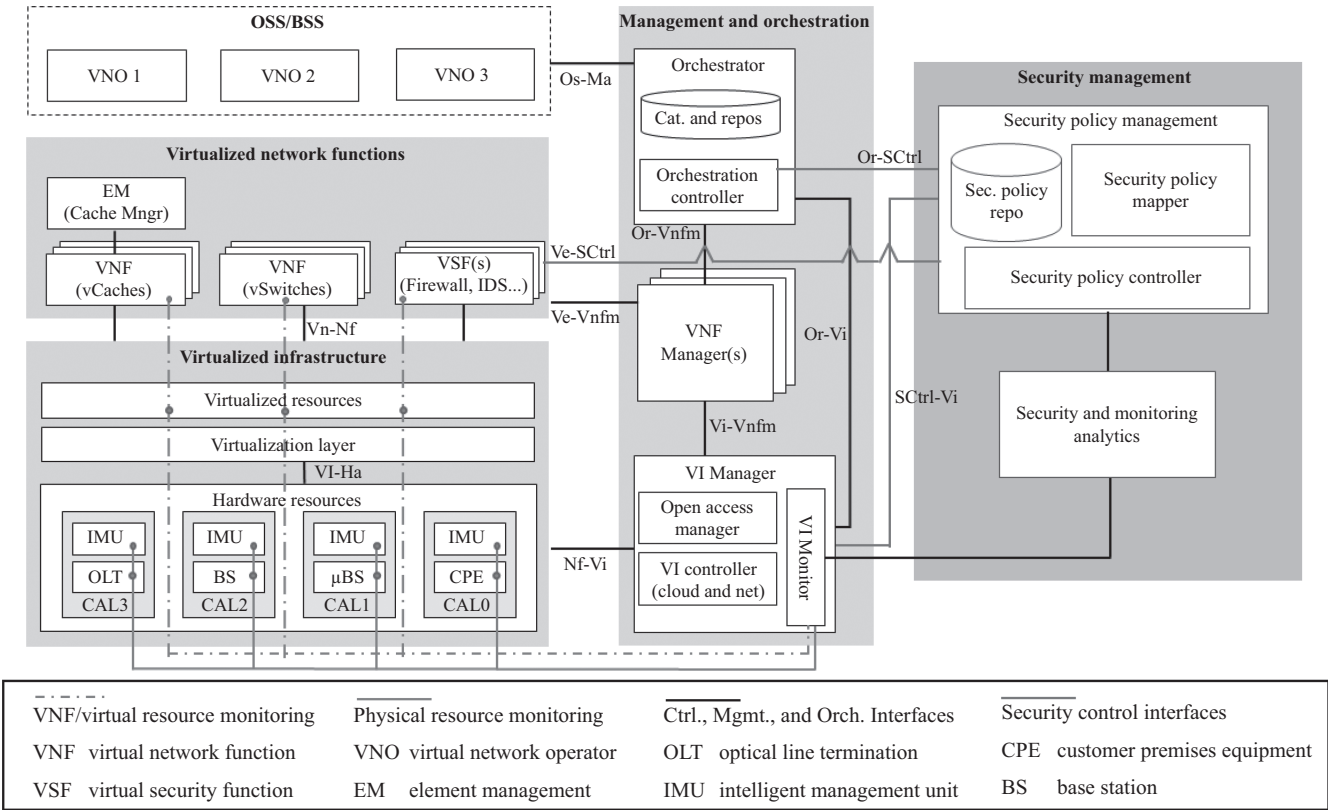 OSS/BSS
VNO 1
VNO 2
VNO 3
Os-Ma
Management and orchestration
Orchestrator
Cat. and repos
Orchestration
controller
Or-SCtrl
Security management
Security policy management
Sec. policy
repo
Security policy
mapper
Security policy controller
Virtualized network functions
EM
(Cache Mngr)
VNF
(vCaches)
VNF
(vSwitches)
VSF(s)
(Firewall, IDS...)
Ve-SCtrl
Or-Vnfm
Ve-Vnfm
Vn-Nf
VNF
Manager(s)
Or-Vi
SCtrl-Vi
Security and monitoring
analytics
Virtualized infrastructure
Virtualized resources
Virtualization layer
VI-Ha
Vi-Vnfm
Hardware resources
IMU
OLT
CAL3
IMU
BS
CAL2
IMU
µBS
CAL1
IMU
CPE
CAL0
Nf-Vi
VI Manager
Open access
manager
VI controller
(cloud and net)
VI Monitor
VNF/virtual resource monitoring
Physical resource monitoring
Ctrl., Mgmt., and Orch. Interfaces
Security control interfaces
VNF virtual network function
VNO virtual network operator
OLT optical line termination
CPE customer premises equipment
VSF virtual security function
EM element management
IMU intelligent management unit
BS base station